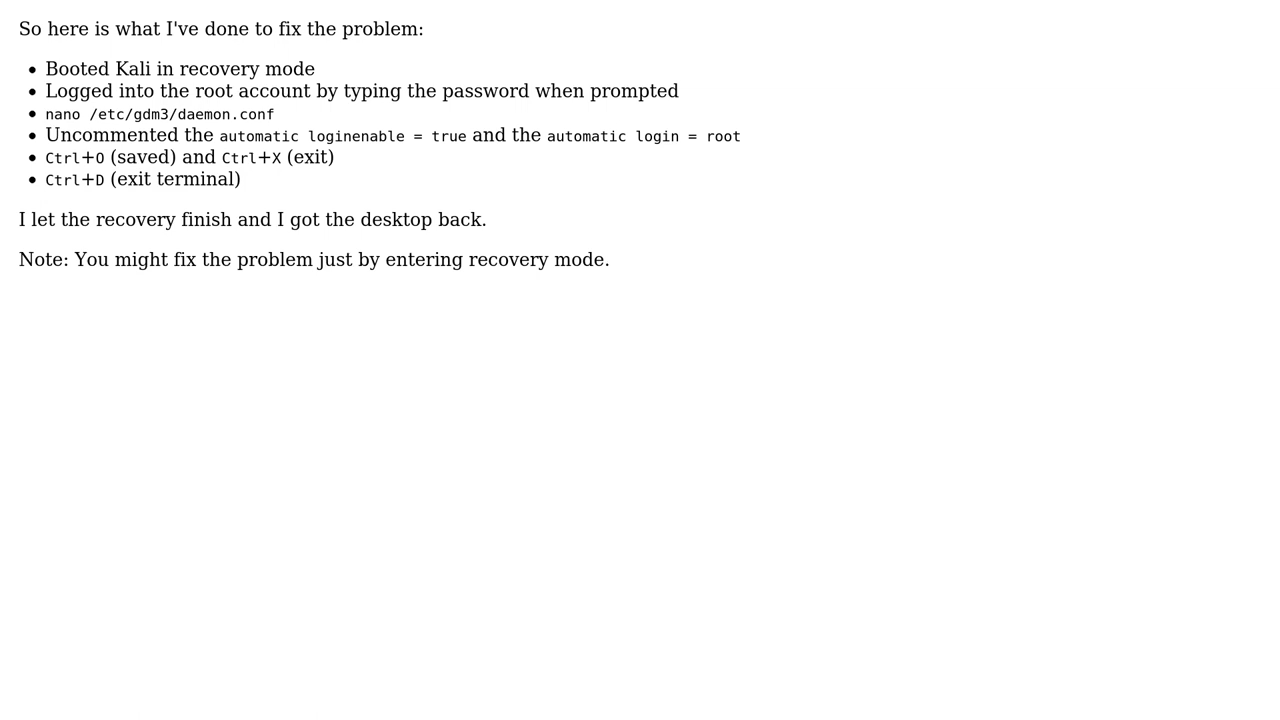 So here is what I've done to fix the problem:
Booted Kali in recovery mode
Logged into the root account by typing the password when prompted
nano /etc/gdm3/daemon.conf
Uncommented the automatic loginenable = true and the automatic login = root
Ctrl+O (saved) and Ctrl+X (exit)
Ctrl+D (exit terminal)
I let the recovery finish and I got the desktop back.
Note: You might fix the problem just by entering recovery mode.